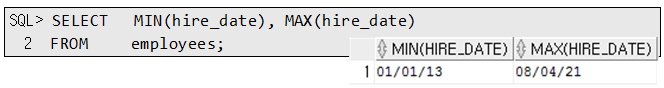 SQL> SELECT MIN(hire_date), MAX(hire_date)
2 FROM employees;
MIN(HIRE_DATE) MAX(HIRE_DATE)
1 01/01/13 08/04/21